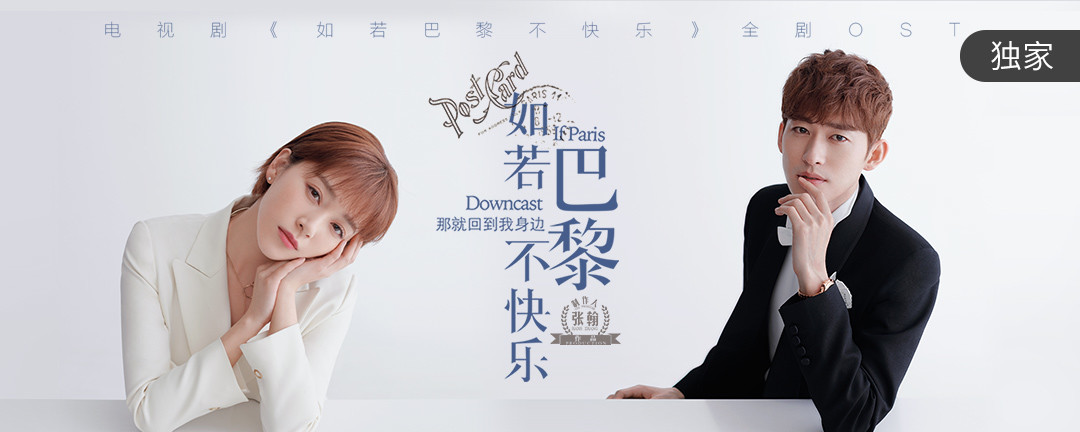 电视剧《如若巴黎不快乐》全剧OST
独家
Post Card
PARIS 11
如若
巴黎
不快乐
If Paris
Downcast
那就回到我身边
制作人
张翰
作品